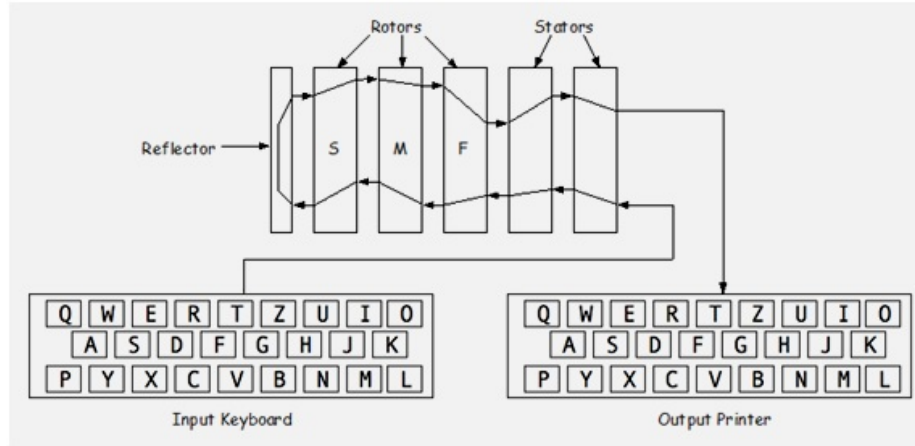 Rotors Stators
Reflector S M F
Q W E R T Z U I O Q W E R T Z U I O
A S D F G H J K A S D F G H J K
P Y X C V B N M L P Y X C V B N M L
Input Keyboard Output Printer